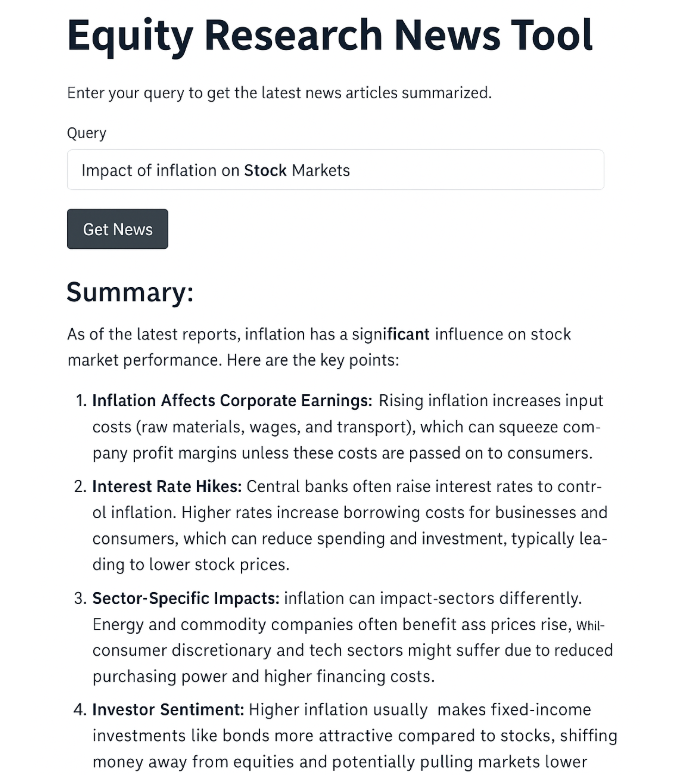 Equity Research News Tool
Enter your query to get the latest news articles summarized.
Query
Impact of inflation on Stock Markets
Get News
Summary:
As of the latest reports, inflation has a significant influence on stock
market performance. Here are the key points:
1. Inflation Affects Corporate Earnings: Rising inflation increases input
costs (raw materials, wages, and transport), which can squeeze com-
pany profit margins unless these costs are passed on to consumers.
2. Interest Rate Hikes: Central banks often raise interest rates to contr-
ol inflation. Higher rates increase borrowing costs for businesses and
consumers, which can reduce spending and investment, typically lea-
ding to lower stock prices.
3. Sector-Specific Impacts: inflation can impact-sectors differently.
Energy and commodity companies often benefit ass prices rise, whil-
consumer discretionary and tech sectors might suffer due to reduced
purchasing power and higher financing costs.
4. Investor Sentiment: Higher inflation usually makes fixed-income
investments like bonds more attractive compared to stocks, shiffing
money away from equities and potentially pulling markets lower